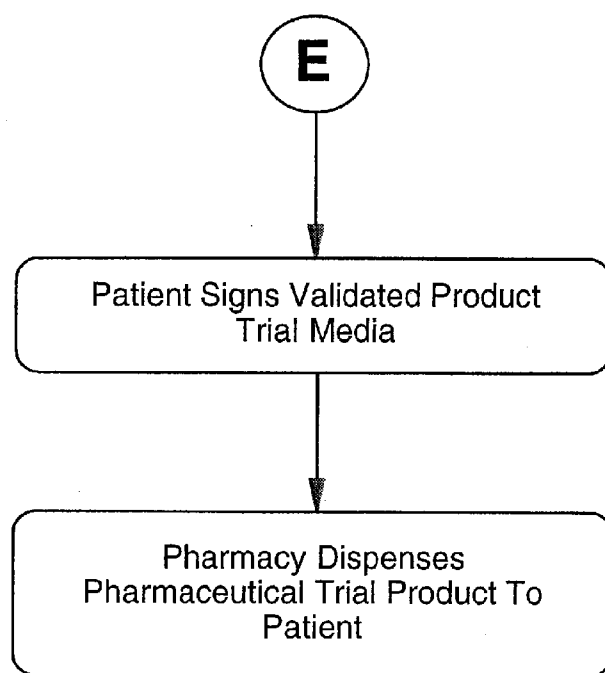 E
Patient Signs Validated Product
Trial Media
Pharmacy Dispenses
Pharmaceutical Trial Product To
Patient